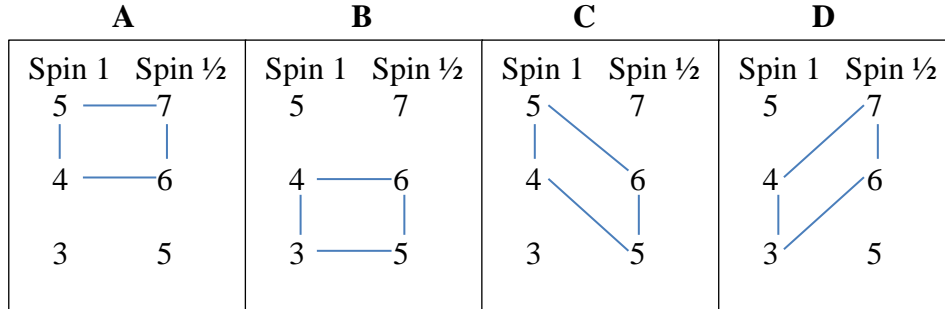 A B C D
Spin 1 Spin ½ Spin 1 Spin ½ Spin 1 Spin ½ Spin 1 Spin ½
5 7 5 7 5 7 5 7
4 6 4 6 4 6 4 6
3 5 3 5 3 5 3 5